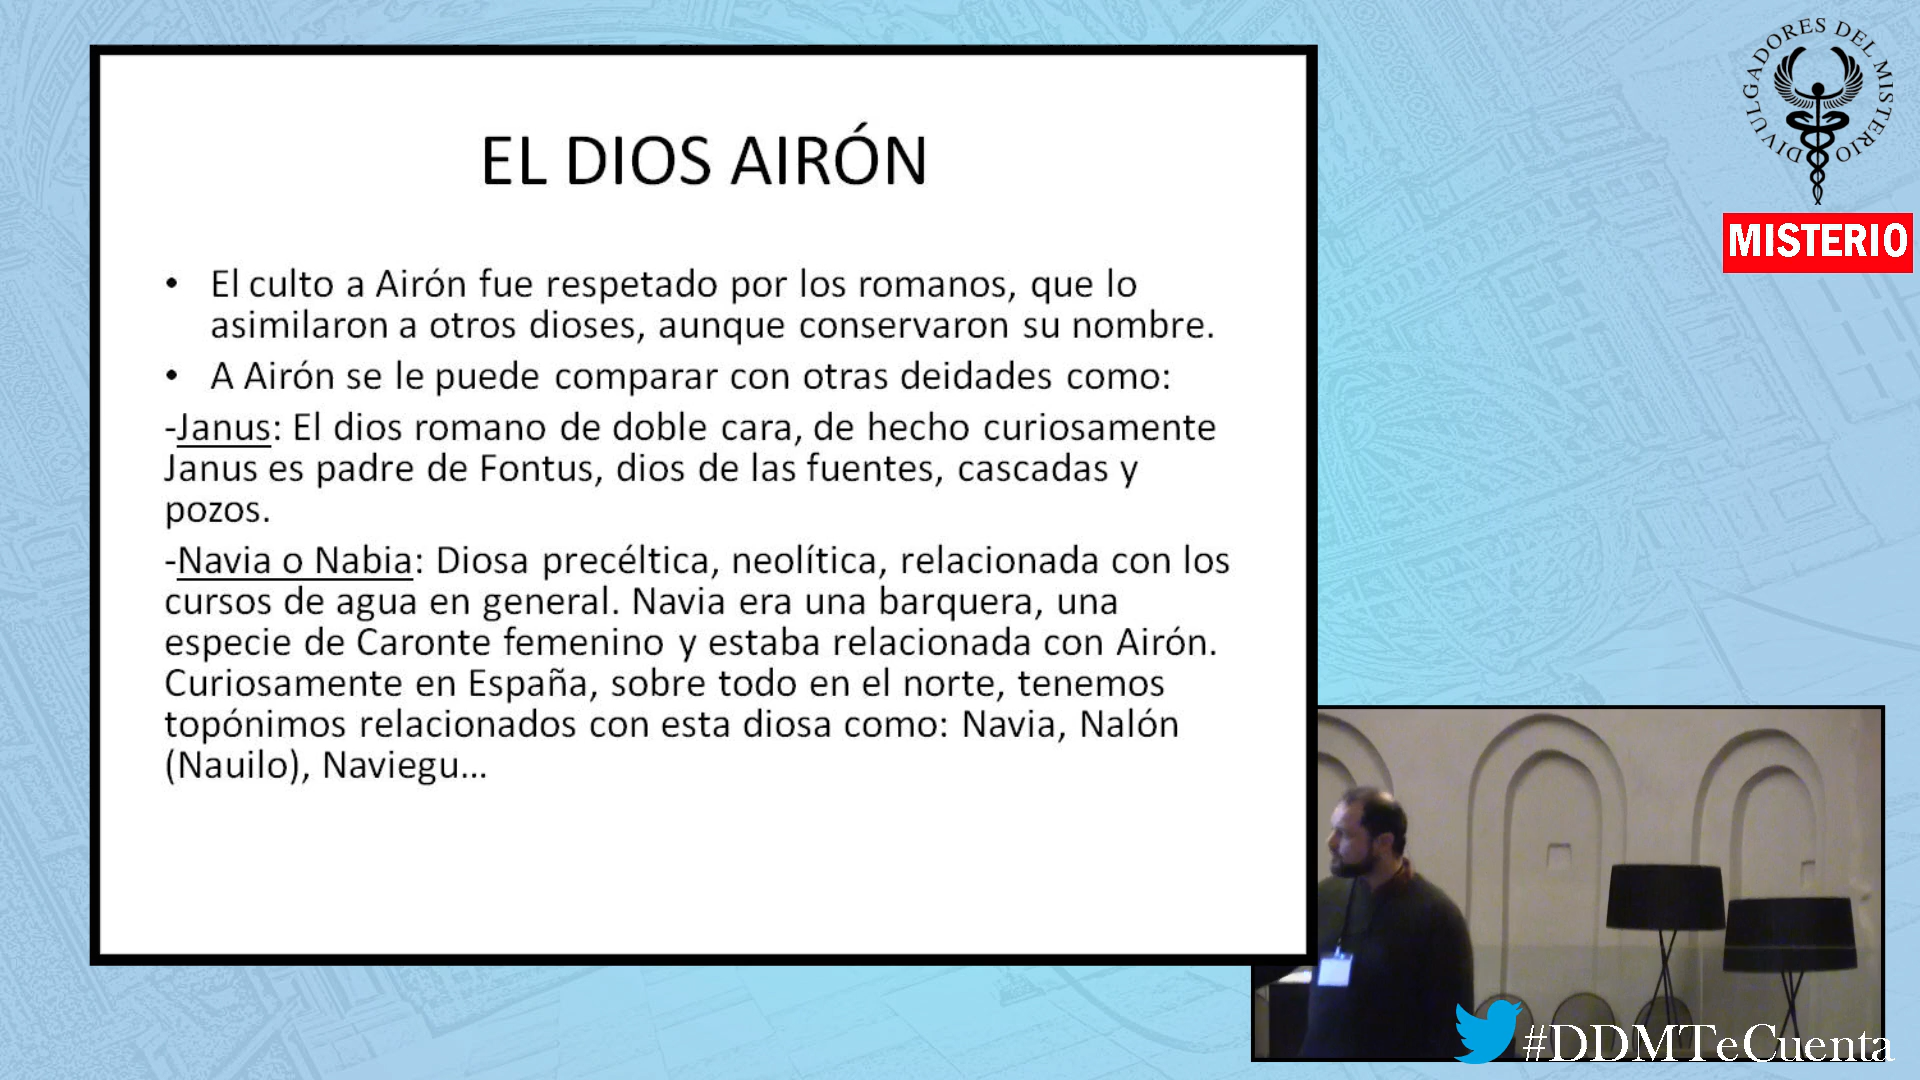 EL DIOS AIRÓN
• El culto a Airón fue respetado por los romanos, que lo
asimilaron a otros dioses, aunque conservaron su nombre.
• A Airón se le puede comparar con otras deidades como:
-Janus: El dios romano de doble cara, de hecho curiosamente
Janus es padre de Fontus, dios de las fuentes, cascadas y
pozos.
-Navia o Nabia: Diosa precéltica, neolítica, relacionada con los
cursos de agua en general. Navia era una barquera, una
especie de Caronte femenino y estaba relacionada con Airón.
Curiosamente en España, sobre todo en el norte, tenemos
topónimos relacionados con esta diosa como: Navia, Nalón
(Nauilo), Naviegu...
DIVULGADORES DEL MISTERIO
MISTERIO
#DDMTeCuenta